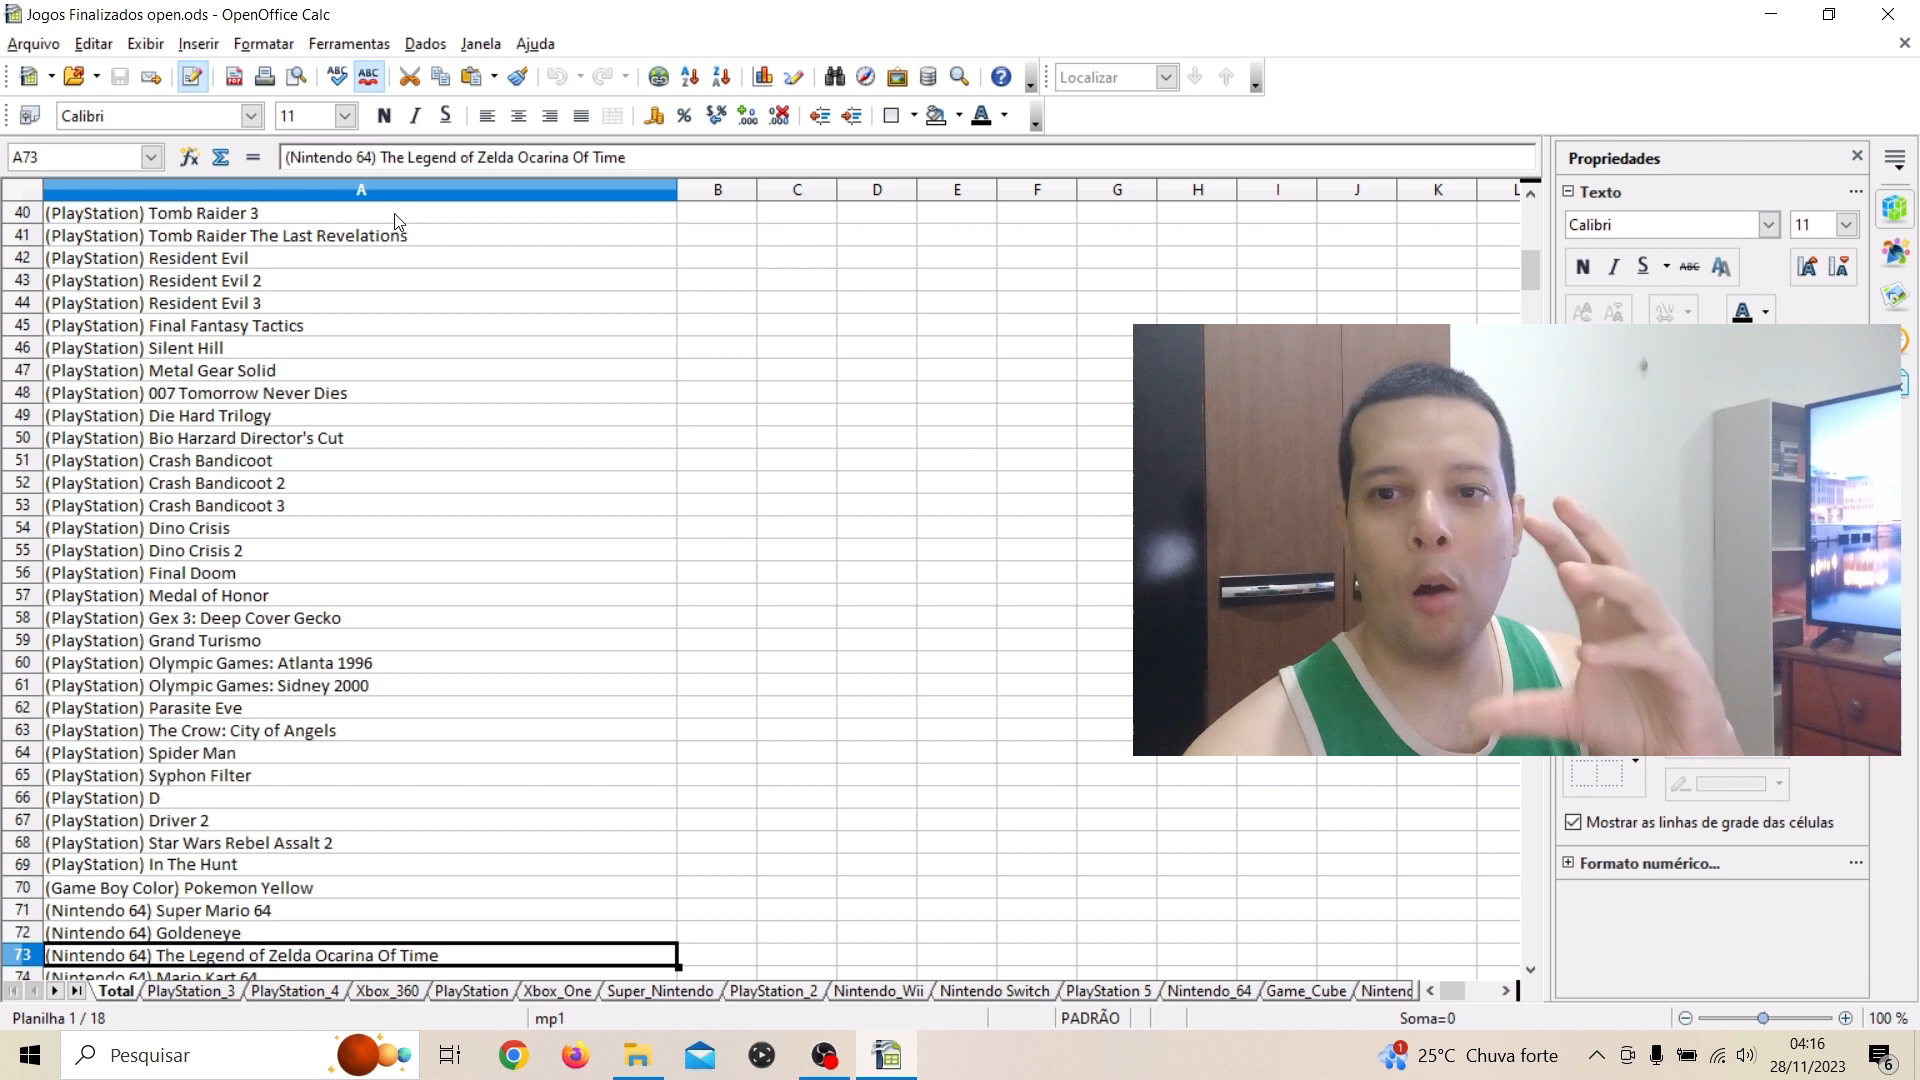 Jogos Finalizados open.ods - OpenOffice Calc
Arquivo Editar Exibir Inserir Formatar Ferramentas Dados Janela Ajuda
Localizar
Calibri 11
A73 (Nintendo 64) The Legend of Zelda Ocarina Of Time
A B C D E F G H I J K L
40 (PlayStation) Tomb Raider 3
41 (PlayStation) Tomb Raider The Last Revelations
42 (PlayStation) Resident Evil
43 (PlayStation) Resident Evil 2
44 (PlayStation) Resident Evil 3
45 (PlayStation) Final Fantasy Tactics
46 (PlayStation) Silent Hill
47 (PlayStation) Metal Gear Solid
48 (PlayStation) 007 Tomorrow Never Dies
49 (PlayStation) Die Hard Trilogy
50 (PlayStation) Bio Harzard Director's Cut
51 (PlayStation) Crash Bandicoot
52 (PlayStation) Crash Bandicoot 2
53 (PlayStation) Crash Bandicoot 3
54 (PlayStation) Dino Crisis
55 (PlayStation) Dino Crisis 2
56 (PlayStation) Final Doom
57 (PlayStation) Medal of Honor
58 (PlayStation) Gex 3: Deep Cover Gecko
59 (PlayStation) Grand Turismo
60 (PlayStation) Olympic Games: Atlanta 1996
61 (PlayStation) Olympic Games: Sidney 2000
62 (PlayStation) Parasite Eve
63 (PlayStation) The Crow: City of Angels
64 (PlayStation) Spider Man
65 (PlayStation) Syphon Filter
66 (PlayStation) D
67 (PlayStation) Driver 2
68 (PlayStation) Star Wars Rebel Assalt 2
69 (PlayStation) In The Hunt
70 (Game Boy Color) Pokemon Yellow
71 (Nintendo 64) Super Mario 64
72 (Nintendo 64) Goldeneye
73 (Nintendo 64) The Legend of Zelda Ocarina Of Time
74 (Nintendo 64) Mario Kart 64
Propriedades
Texto
Calibri 11
Mostrar as linhas de grade das células
Formato numérico...
Total PlayStation_3 PlayStation_4 Xbox_360 PlayStation Xbox_One Super_Nintendo PlayStation_2 Nintendo_Wii Nintendo Switch PlayStation 5 Nintendo_64 Game_Cube Nintend
Planilha 1 / 18 mp1 PADRÃO Soma=0 100 %
Pesquisar
25°C Chuva forte
04:16
28/11/2023
6